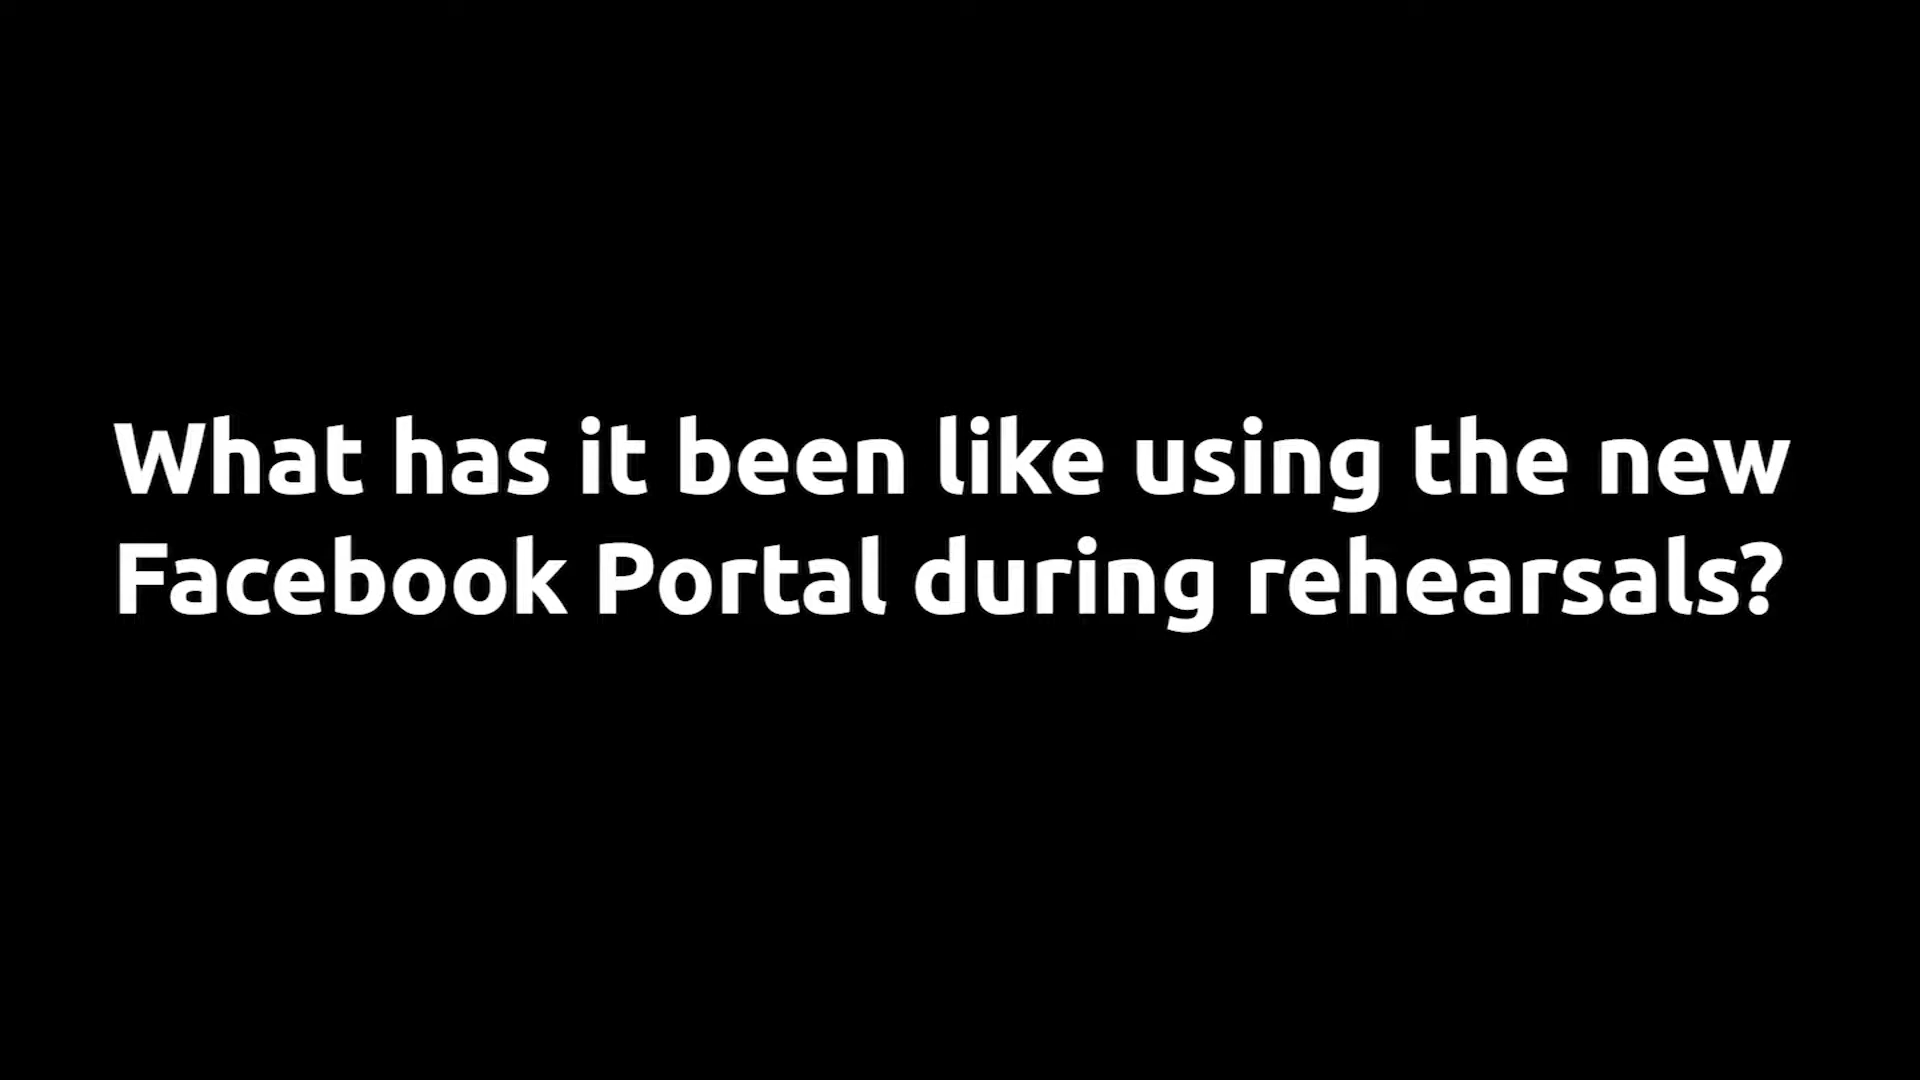 What has it been like using the new
Facebook Portal during rehearsals?